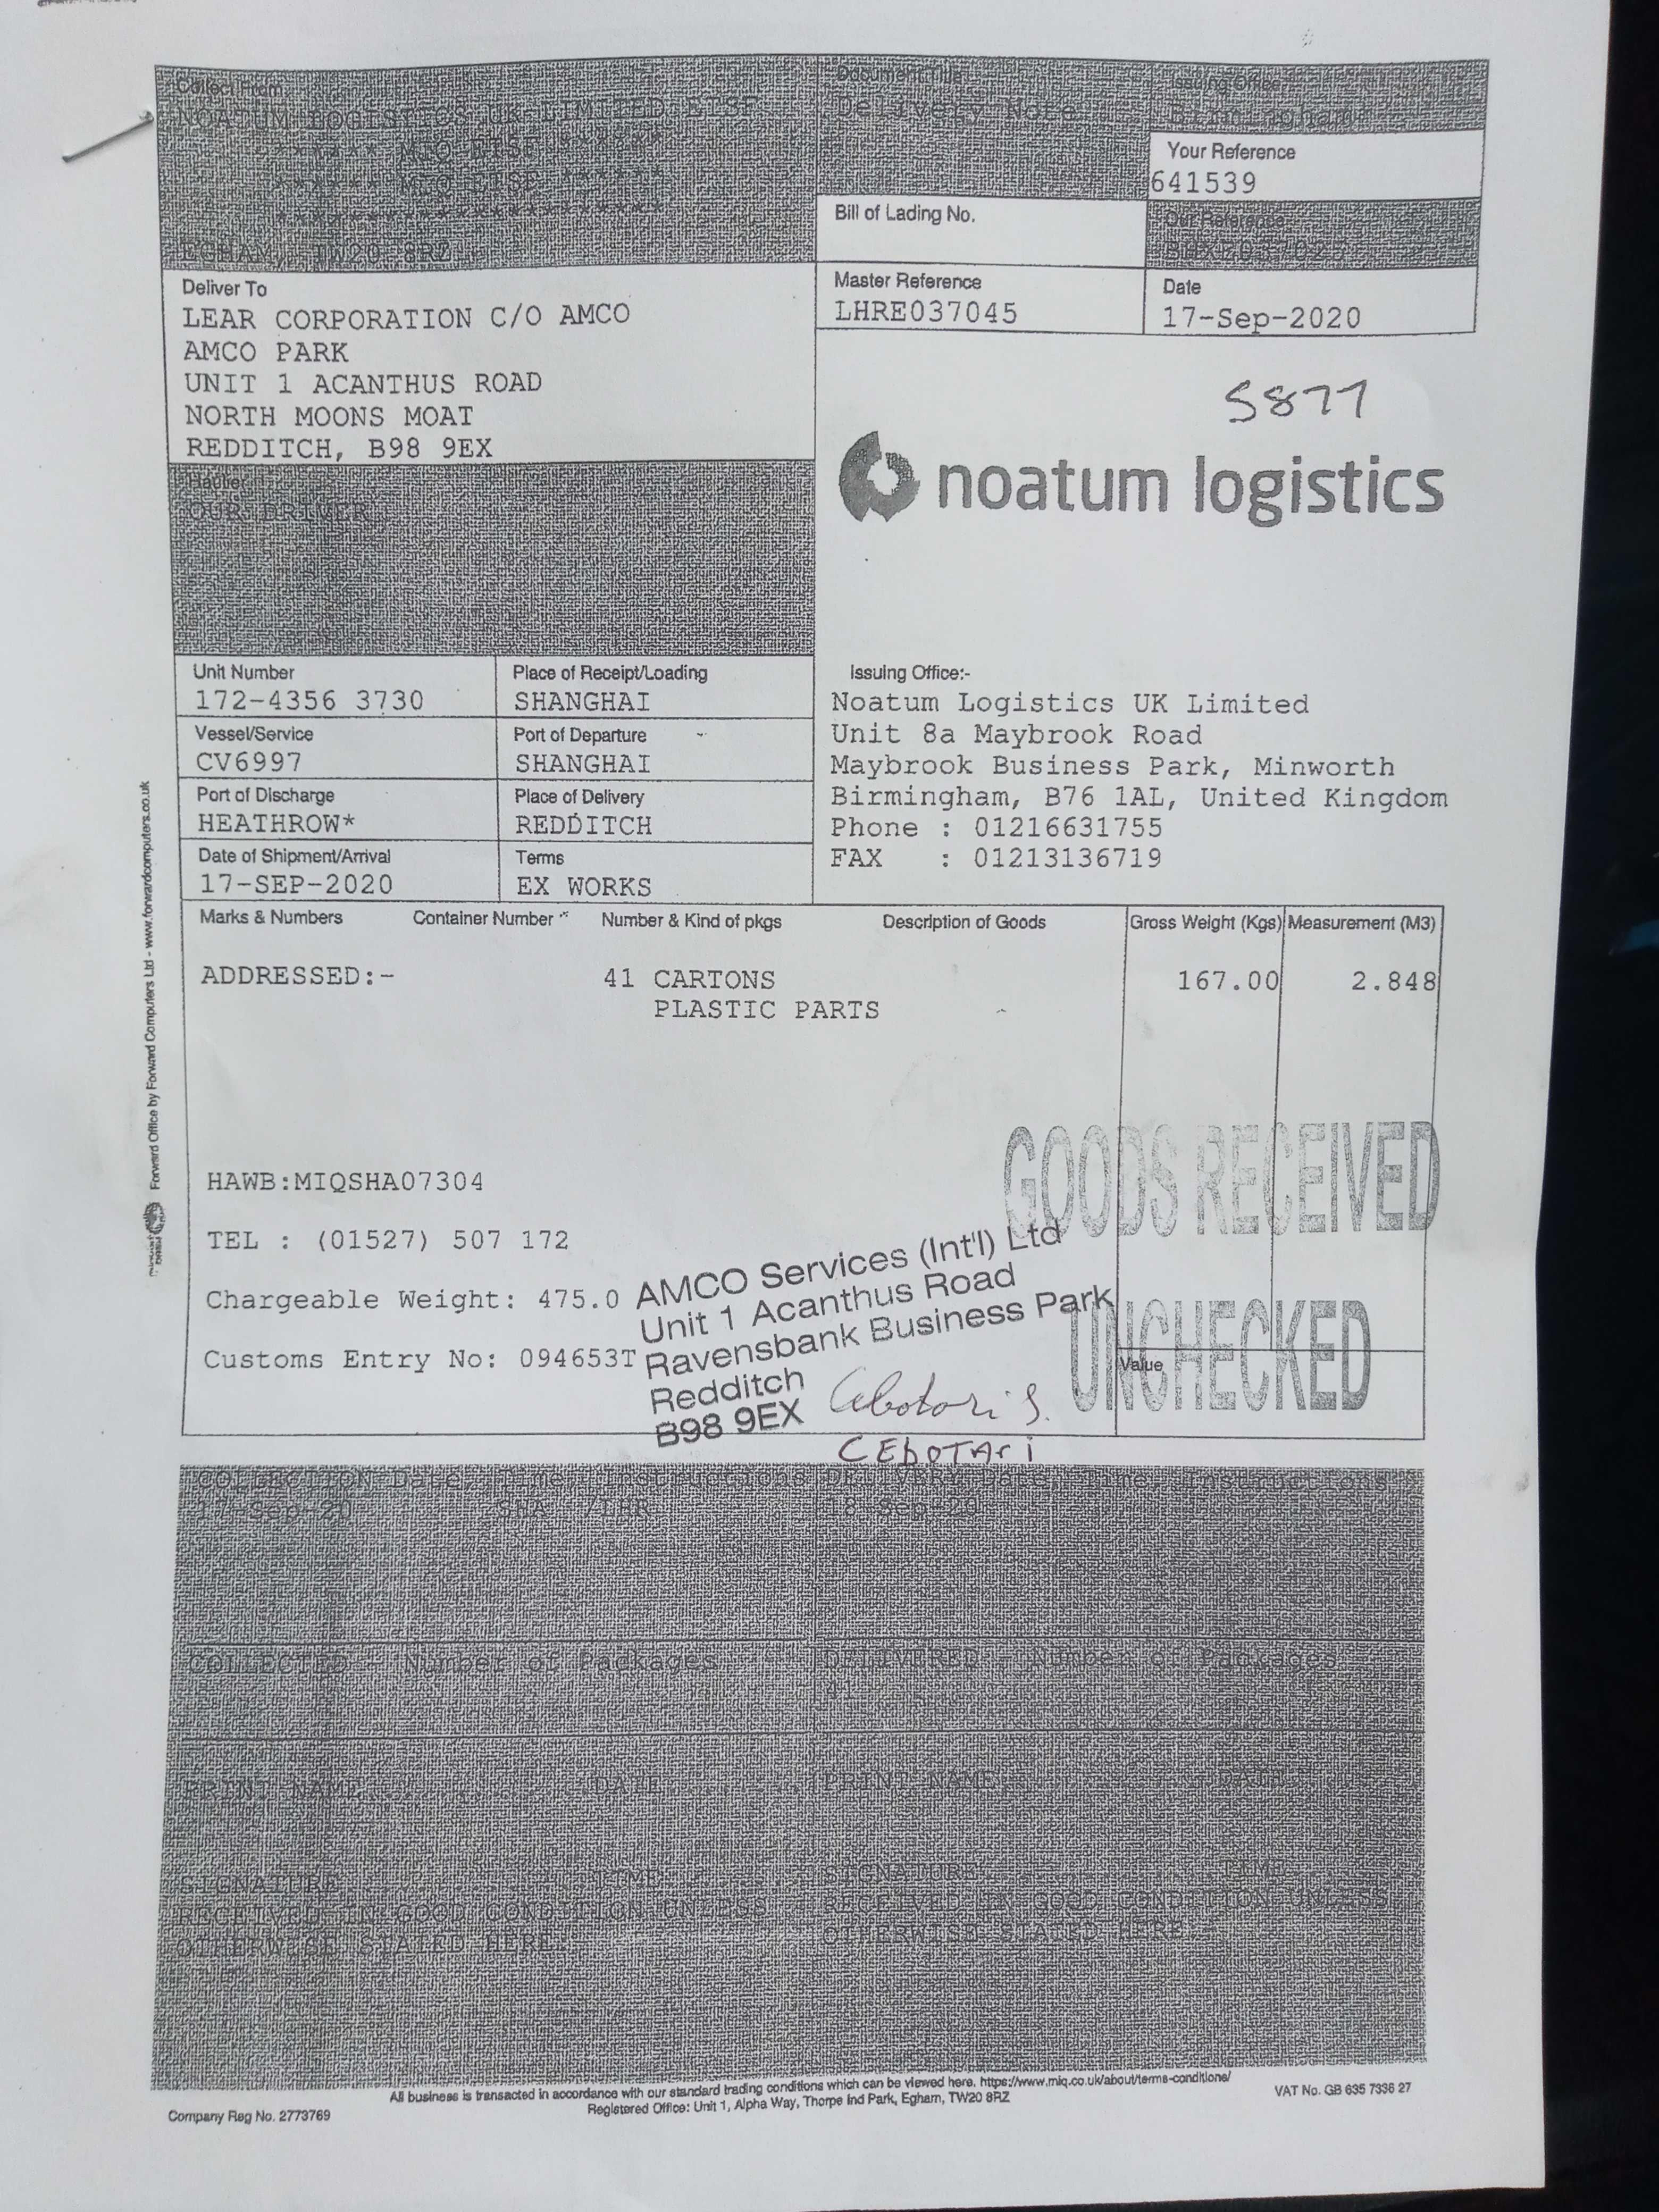 Collect From
NOATUM LOGISTICS UK LIMITED ETSF
****** MIQ ETSF ******
****** MIQ ETSF ******
**********************
EGHAM, TW20 8RZ
Document Title
Delivery Note
Issuing Office
Birmingham
Your Reference
641539
Bill of Lading No.
Our Reference
Master Reference
LHRE037045
Date
17-Sep-2020
Deliver To
LEAR CORPORATION C/O AMCO
AMCO PARK
UNIT 1 ACANTHUS ROAD
NORTH MOONS MOAT
REDDITCH, B98 9EX
5877
noatum logistics
Haulier
OUR DRIVER
Unit Number
172-4356 3730
Place of Receipt/Loading
SHANGHAI
Vessel/Service
CV6997
Port of Departure
SHANGHAI
Port of Discharge
HEATHROW*
Place of Delivery
REDDITCH
Date of Shipment/Arrival
17-SEP-2020
Terms
EX WORKS
Issuing Office:-
Noatum Logistics UK Limited
Unit 8a Maybrook Road
Maybrook Business Park, Minworth
Birmingham, B76 1AL, United Kingdom
Phone : 01216631755
FAX : 01213136719
Marks & Numbers Container Number Number & Kind of pkgs Description of Goods Gross Weight (Kgs) Measurement (M3)
ADDRESSED:- 41 CARTONS 167.00 2.848
PLASTIC PARTS
HAWB:MIQSHA07304
TEL : (01527) 507 172
Chargeable Weight: 475.0
Customs Entry No: 094653T
GOODS RECEIVED
UNCHECKED
AMCO Services (Int'l) Ltd
Unit 1 Acanthus Road
Ravensbank Business Park
Redditch
B98 9EX
Value
CEbOTAri
COLLECTION Date, Time, Instructions DELIVERY Date, Time, Instructions
17-Sep-20 SHA /LHR 18-Sep-20
COLLECTED - Number of Packages DELIVERED - Number of Packages
41
PRINT NAME DATE PRINT NAME DATE
SIGNATURE TIME SIGNATURE TIME
RECEIVED IN GOOD CONDITION UNLESS RECEIVED IN GOOD CONDITION UNLESS
OTHERWISE STATED HERE. OTHERWISE STATED HERE.
All business is transacted in accordance with our standard trading conditions which can be viewed here. https://www.miq.co.uk/about/terms-conditions/
Registered Office: Unit 1, Alpha Way, Thorpe Ind Park, Egham, TW20 8RZ
VAT No. GB 635 7336 27
Company Reg No. 2773769
Forward Office by Forward Computers Ltd - www.forwardcomputers.co.uk